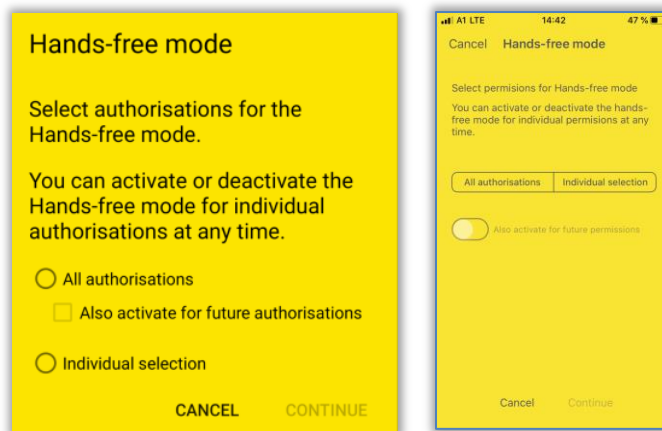 Hands-free mode
Select authorisations for the
Hands-free mode.
You can activate or deactivate the
Hands-free mode for individual
authorisations at any time.
All authorisations
Also activate for future authorisations
Individual selection
CANCEL CONTINUE
A1 LTE 14:42 47 %
Cancel Hands-free mode
Select permisions for Hands-free mode
You can activate or deactivate the hands-
free mode for individual permisions at any
time.
All authorisations Individual selection
Also activate for future permissions
Cancel Continue